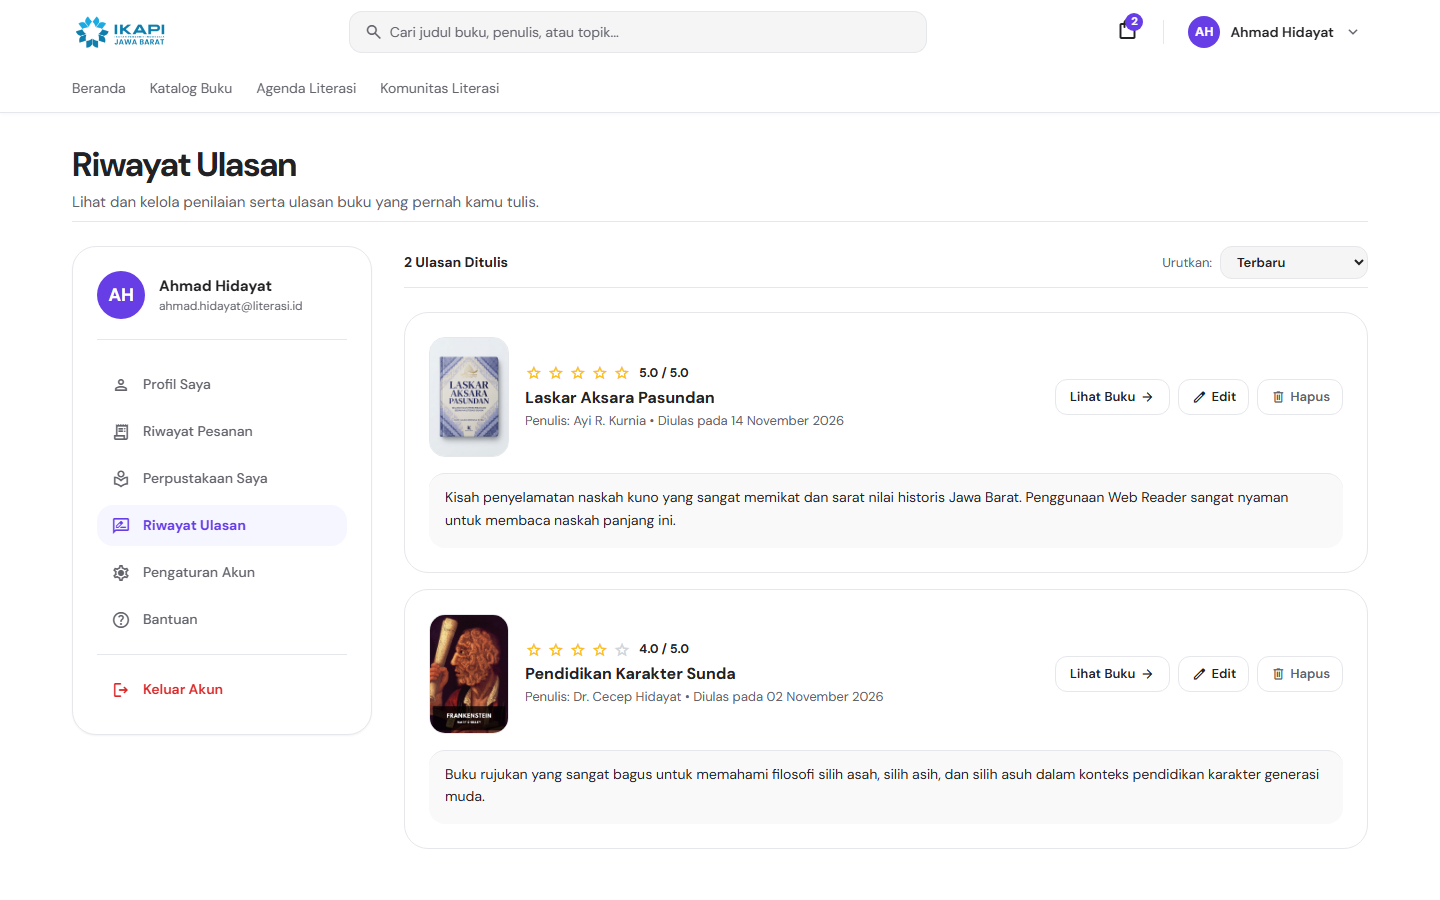 IKAPI
JAWA BARAT
Cari judul buku, penulis, atau topik...
2
AH
Ahmad Hidayat
Beranda
Katalog Buku
Agenda Literasi
Komunitas Literasi
Riwayat Ulasan
Lihat dan kelola penilaian serta ulasan buku yang pernah kamu tulis.
AH
Ahmad Hidayat
ahmad.hidayat@literasi.id
Profil Saya
Riwayat Pesanan
Perpustakaan Saya
Riwayat Ulasan
Pengaturan Akun
Bantuan
Keluar Akun
2 Ulasan Ditulis
Urutkan:
Terbaru
LASKAR
AKSARA
PASUNDAN
5.0 / 5.0
Laskar Aksara Pasundan
Penulis: Ayi R. Kurnia • Diulas pada 14 November 2026
Lihat Buku →
Edit
Hapus
Kisah penyelamatan naskah kuno yang sangat memikat dan sarat nilai historis Jawa Barat. Penggunaan Web Reader sangat nyaman
untuk membaca naskah panjang ini.
FRANKENSTEIN
4.0 / 5.0
Pendidikan Karakter Sunda
Penulis: Dr. Cecep Hidayat • Diulas pada 02 November 2026
Lihat Buku →
Edit
Hapus
Buku rujukan yang sangat bagus untuk memahami filosofi silih asah, silih asih, dan silih asuh dalam konteks pendidikan karakter generasi
muda.